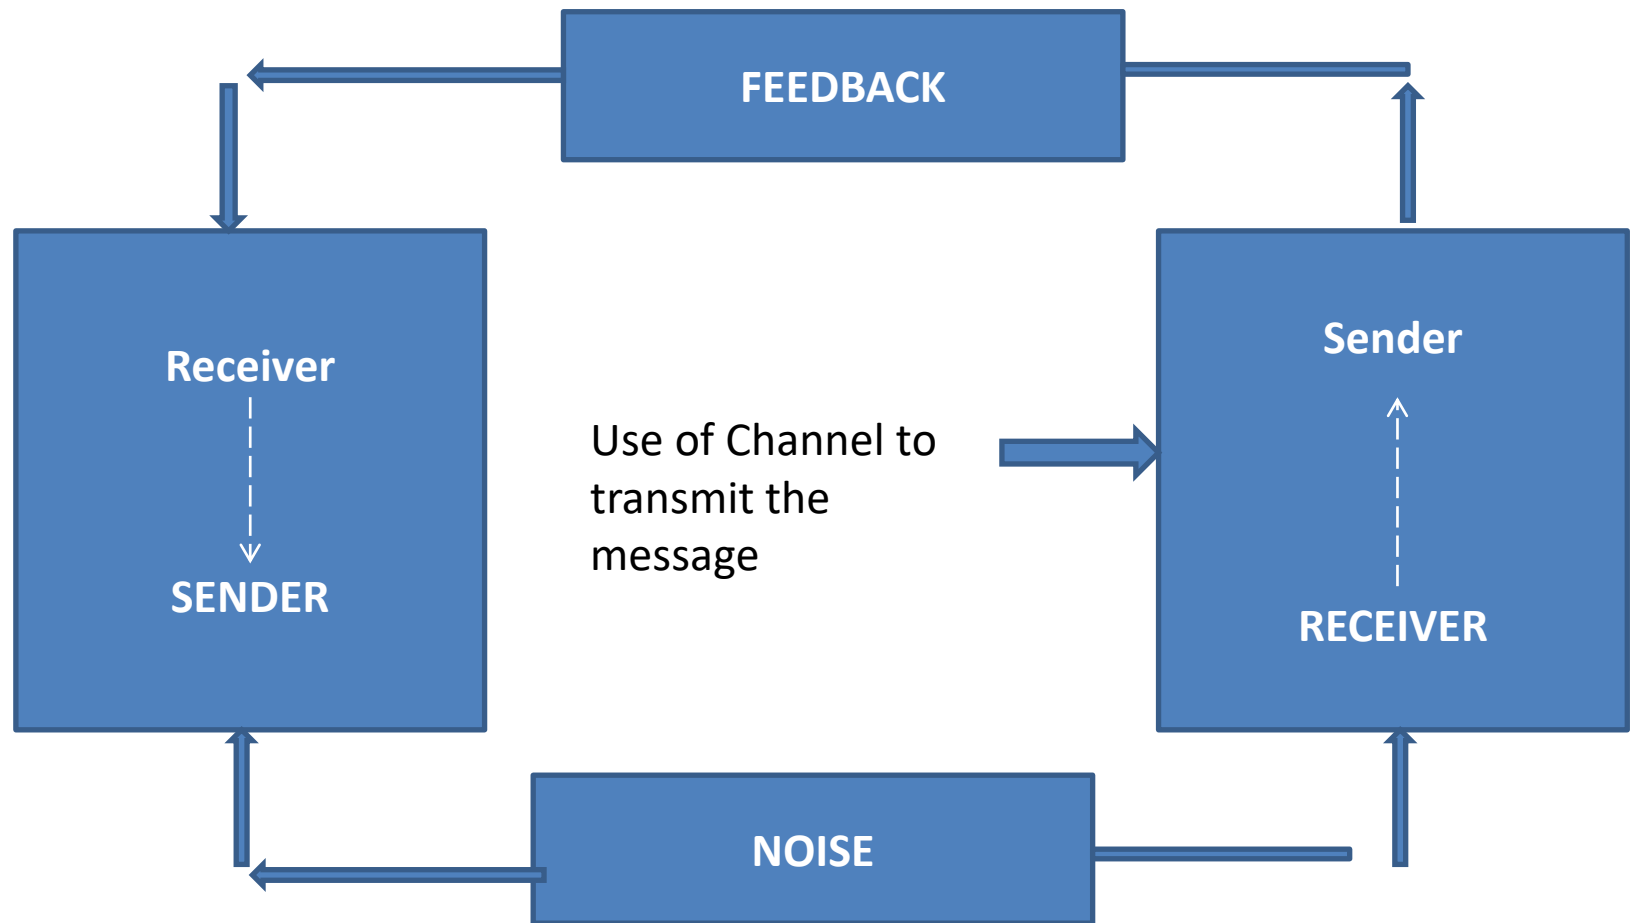 FEEDBACK
Receiver
SENDER
Use of Channel to
transmit the
message
Sender
RECEIVER
NOISE